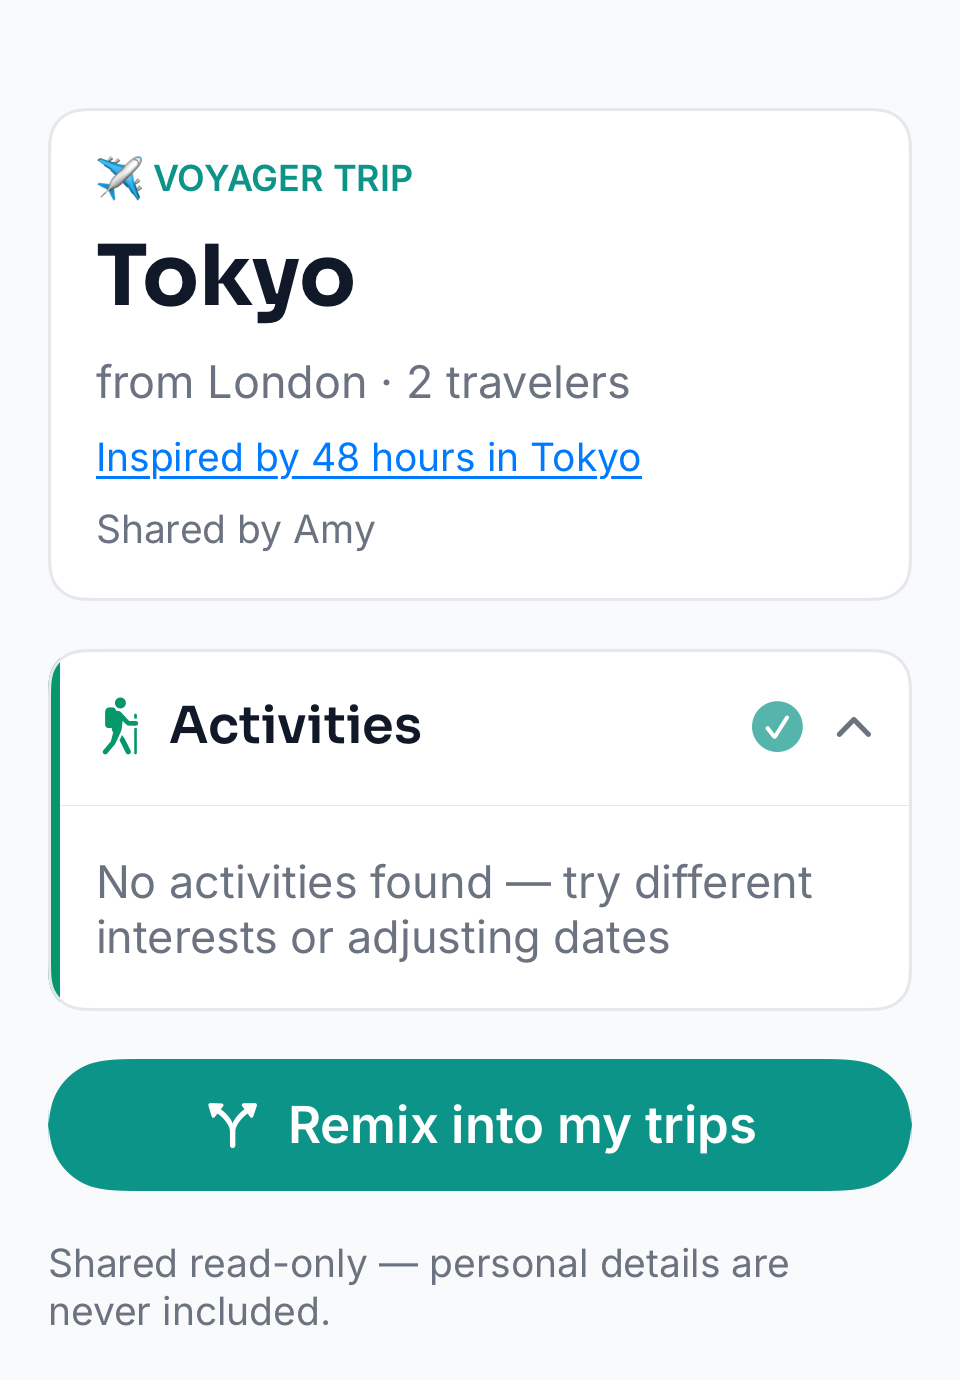 VOYAGER TRIP
Tokyo
from London · 2 travelers
Inspired by 48 hours in Tokyo
Shared by Amy
Activities
No activities found — try different
interests or adjusting dates
Remix into my trips
Shared read-only — personal details are
never included.